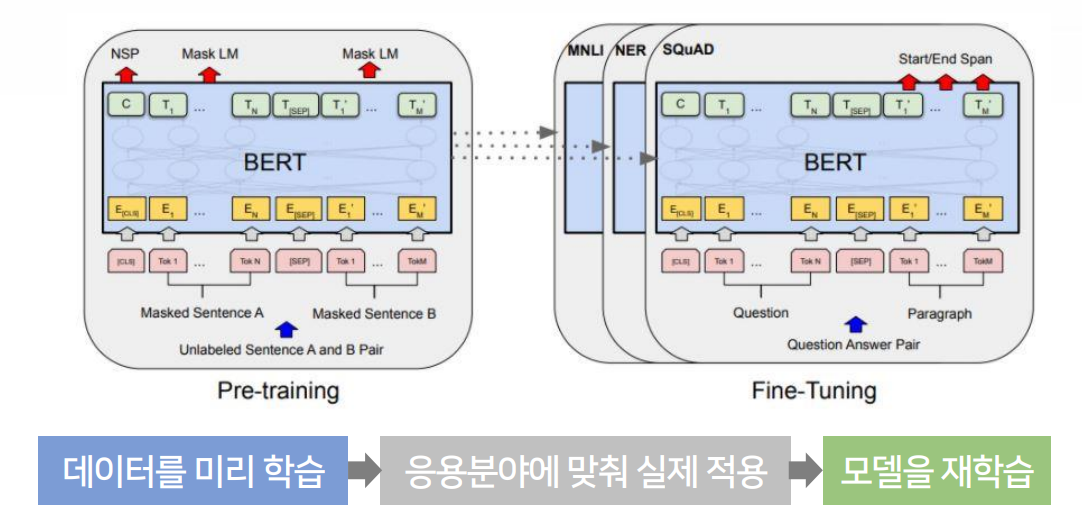 NSP Mask LM Mask LM
C T1 ... TN T[SEP] T1' ... TM'
BERT
E[CLS] E1 ... EN E[SEP] E1' ... EM'
[CLS] Tok 1 ... Tok N [SEP] Tok 1 ... TokM
Masked Sentence A Masked Sentence B
Unlabeled Sentence A and B Pair
Pre-training
MNLI NER SQuAD
Start/End Span
C T1 ... TN T[SEP] T1' ... TM'
BERT
E[CLS] E1 ... EN E[SEP] E1' ... EM'
[CLS] Tok 1 ... Tok N [SEP] Tok 1 ... TokM
Question Paragraph
Question Answer Pair
Fine-Tuning
데이터를 미리 학습 응용분야에 맞춰 실제 적용 모델을 재학습